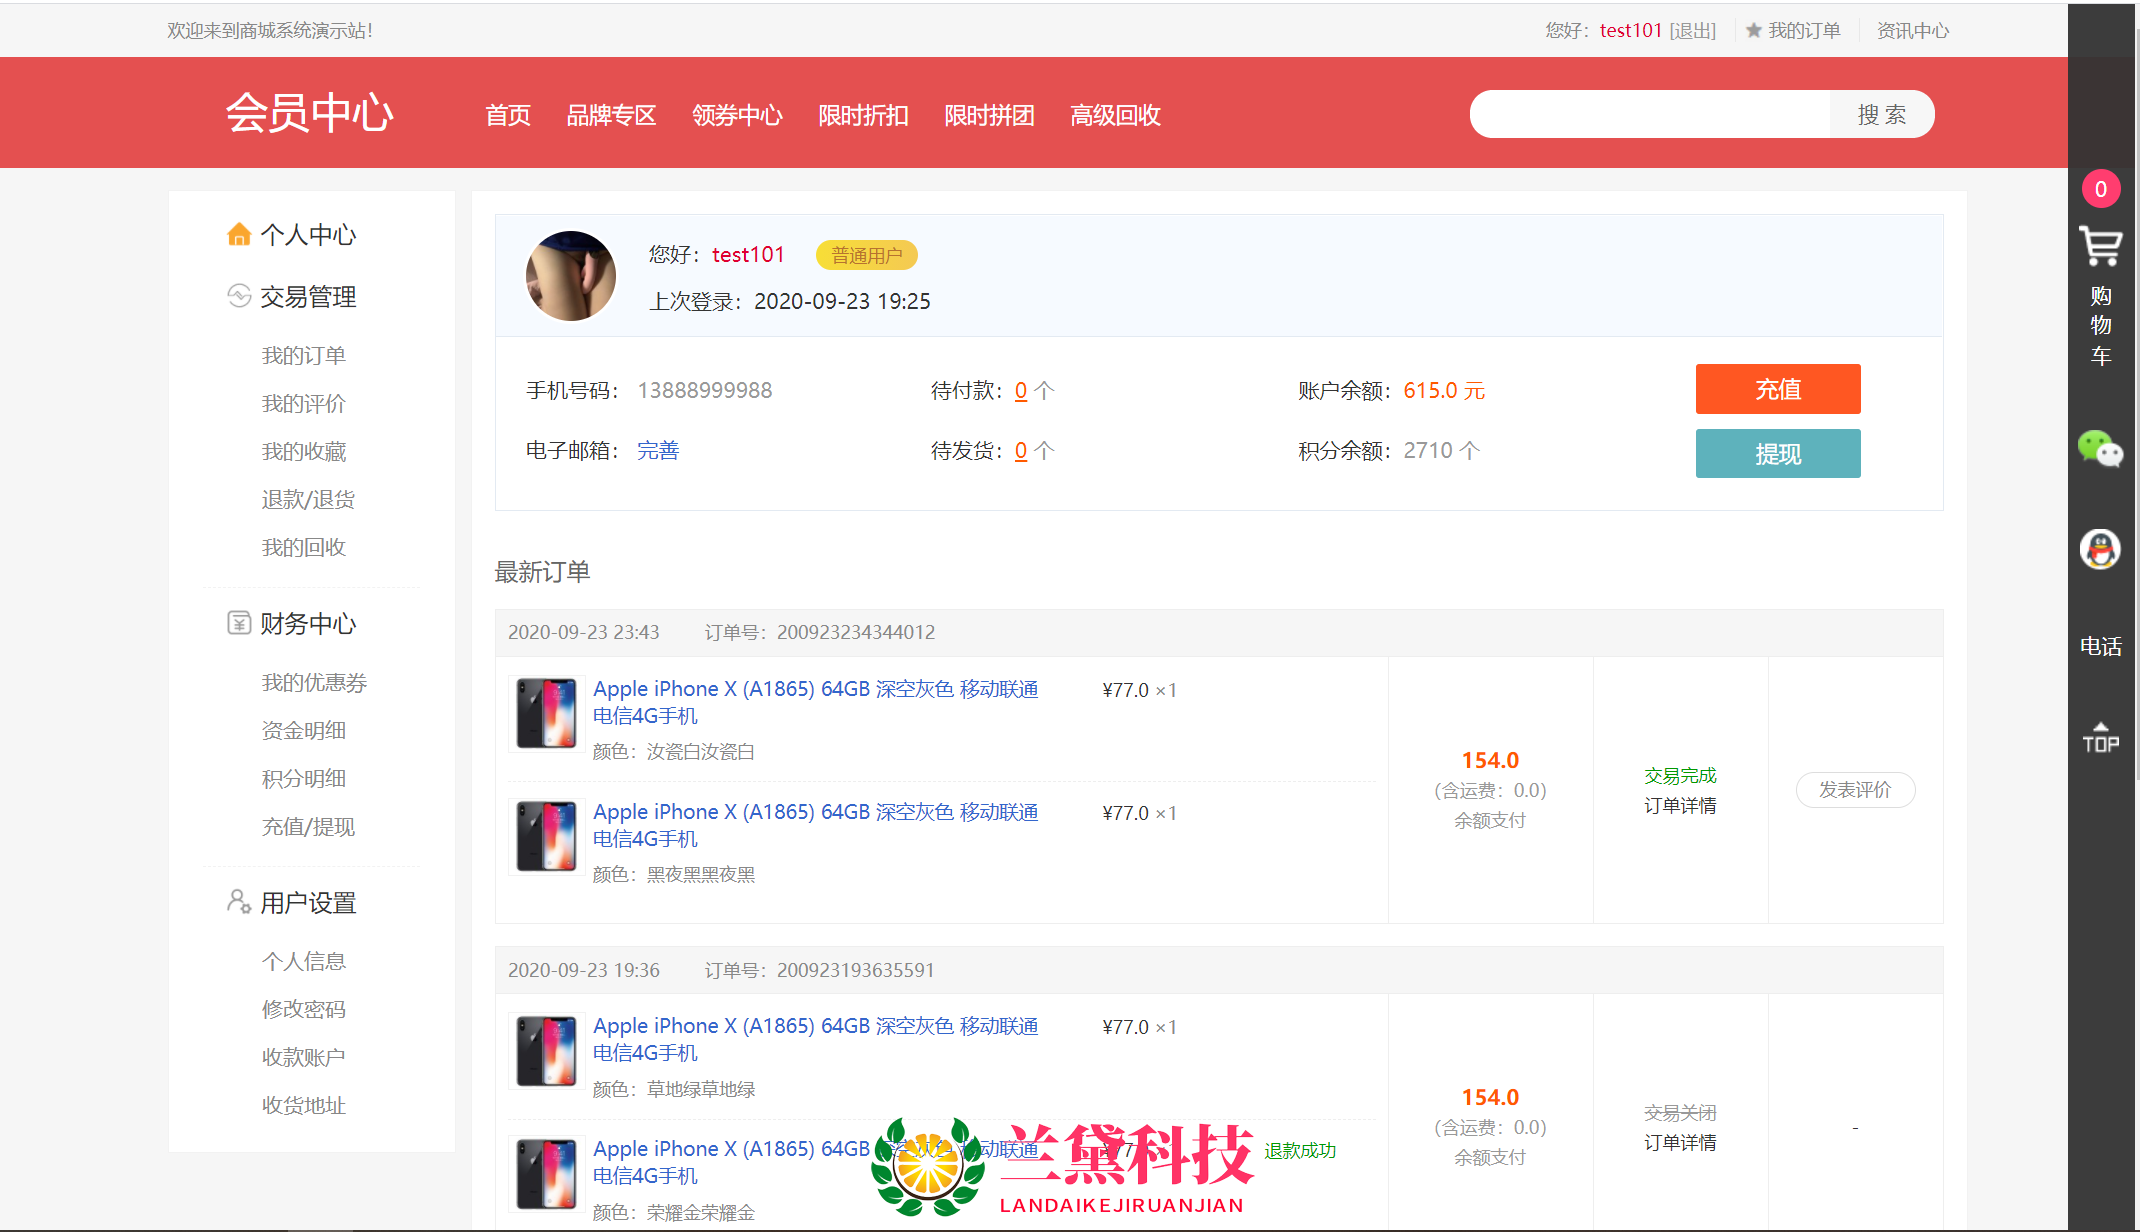 欢迎来到商城系统演示站!
您好：test101 [退出] 我的订单 资讯中心
会员中心 首页 品牌专区 领券中心 限时折扣 限时拼团 高级回收 搜 索
0
购
物
车
电话
TOP
个人中心
交易管理
我的订单
我的评价
我的收藏
退款/退货
我的回收
财务中心
我的优惠券
资金明细
积分明细
充值/提现
用户设置
个人信息
修改密码
收款账户
收货地址
您好：test101 普通用户
上次登录：2020-09-23 19:25
手机号码： 13888999988 待付款：0 个 账户余额：615.0 元 充值
电子邮箱： 完善 待发货：0 个 积分余额：2710 个 提现
最新订单
2020-09-23 23:43 订单号：200923234344012
Apple iPhone X (A1865) 64GB 深空灰色 移动联通 ¥77.0 ×1
电信4G手机
颜色：汝瓷白汝瓷白
Apple iPhone X (A1865) 64GB 深空灰色 移动联通 ¥77.0 ×1
电信4G手机
颜色：黑夜黑黑夜黑
154.0
(含运费：0.0)
余额支付
交易完成
订单详情
发表评价
2020-09-23 19:36 订单号：200923193635591
Apple iPhone X (A1865) 64GB 深空灰色 移动联通 ¥77.0 ×1
电信4G手机
颜色：草地绿草地绿
Apple iPhone X (A1865) 64GB 深空灰色 移动联通 退款成功
电信4G手机
颜色：荣耀金荣耀金
154.0
(含运费：0.0)
余额支付
交易关闭
订单详情
-
兰黛科技
LANDAIKEJIRUANJIAN